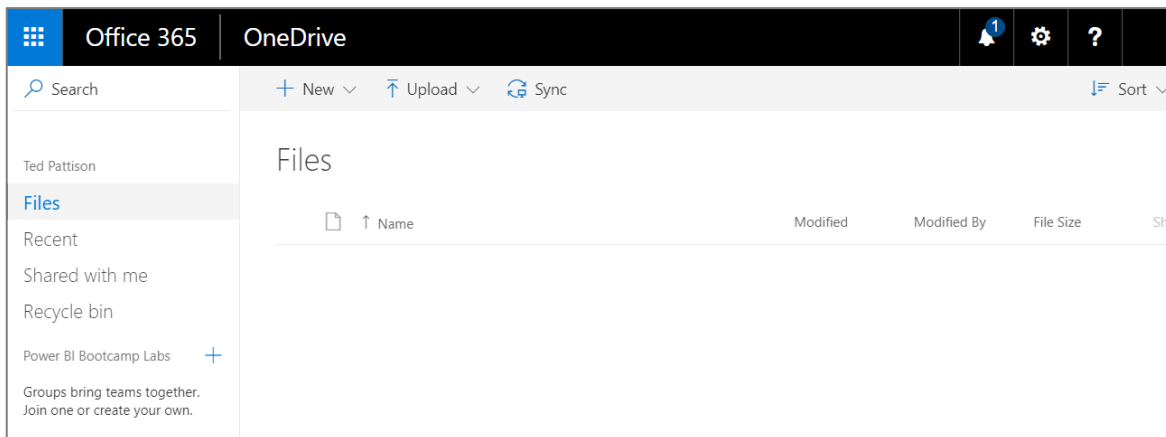 Office 365 OneDrive 1 ?
Search
New Upload Sync Sort
Ted Pattison
Files
Recent
Shared with me
Recycle bin
Power BI Bootcamp Labs
Groups bring teams together.
Join one or create your own.
Files
Name Modified Modified By File Size Sh